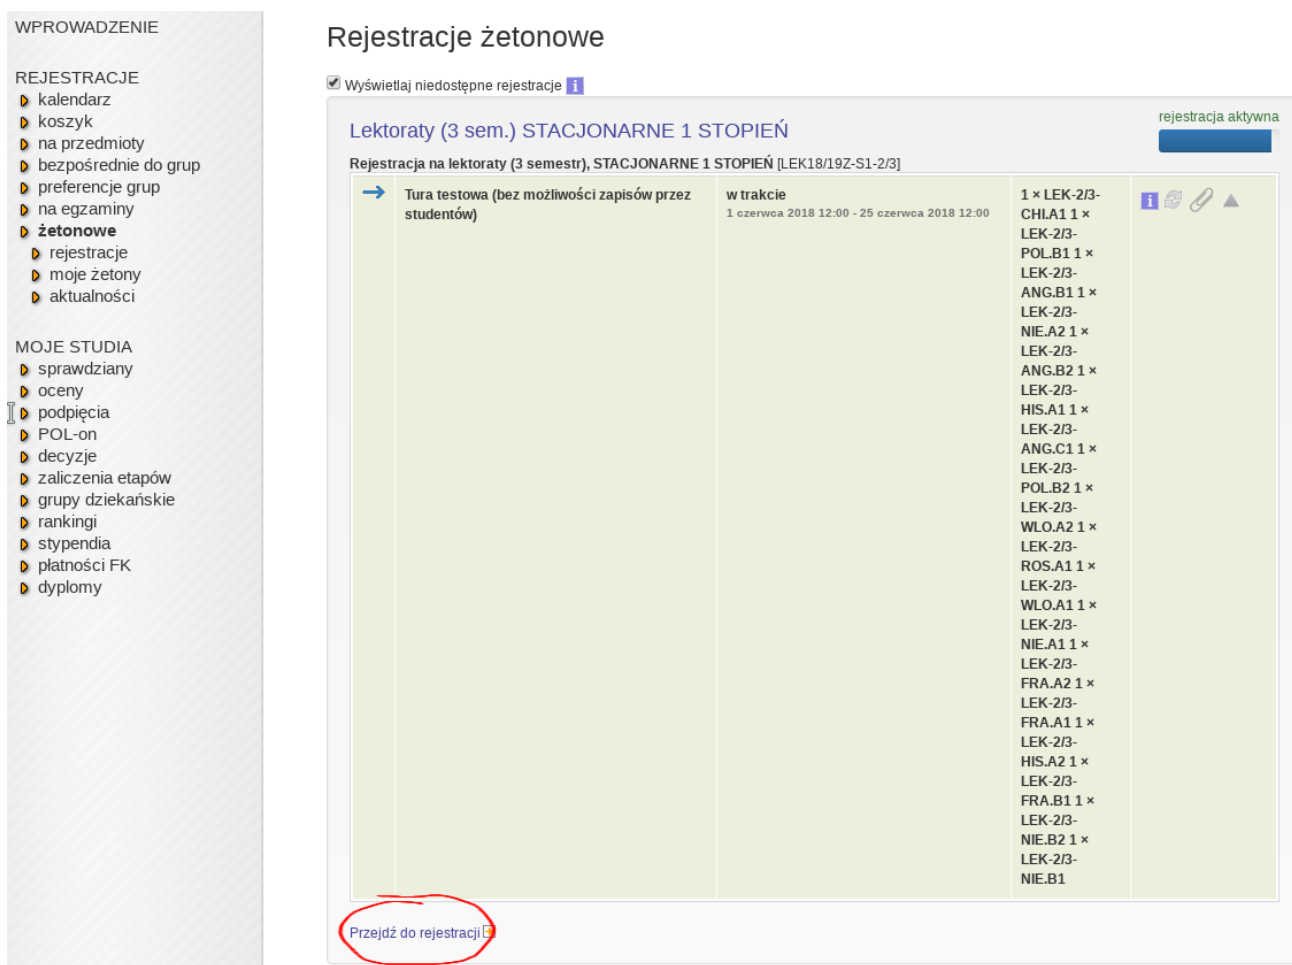 WPROWADZENIE
REJESTRACJE
kalendarz
koszyk
na przedmioty
bezpośrednie do grup
preferencje grup
na egzaminy
żetonowe
rejestracje
moje żetony
aktualności
MOJE STUDIA
sprawdziany
oceny
podpięcia
POL-on
decyzje
zaliczenia etapów
grupy dziekańskie
rankingi
stypendia
płatności FK
dyplomy
Rejestracje żetonowe
Wyświetlaj niedostępne rejestracje
Lektoraty (3 sem.) STACJONARNE 1 STOPIEŃ
rejestracja aktywna
Rejestracja na lektoraty (3 semestr), STACJONARNE 1 STOPIEŃ [LEK18/19Z-S1-2/3]
Tura testowa (bez możliwości zapisów przez
studentów)
w trakcie
1 czerwca 2018 12:00 - 25 czerwca 2018 12:00
1 × LEK-2/3-
CHI.A1 1 ×
LEK-2/3-
POL.B1 1 ×
LEK-2/3-
ANG.B1 1 ×
LEK-2/3-
NIE.A2 1 ×
LEK-2/3-
ANG.B2 1 ×
LEK-2/3-
HIS.A1 1 ×
LEK-2/3-
ANG.C1 1 ×
LEK-2/3-
POL.B2 1 ×
LEK-2/3-
WLO.A2 1 ×
LEK-2/3-
ROS.A1 1 ×
LEK-2/3-
WLO.A1 1 ×
LEK-2/3-
NIE.A1 1 ×
LEK-2/3-
FRA.A2 1 ×
LEK-2/3-
FRA.A1 1 ×
LEK-2/3-
HIS.A2 1 ×
LEK-2/3-
FRA.B1 1 ×
LEK-2/3-
NIE.B2 1 ×
LEK-2/3-
NIE.B1
Przejdź do rejestracji